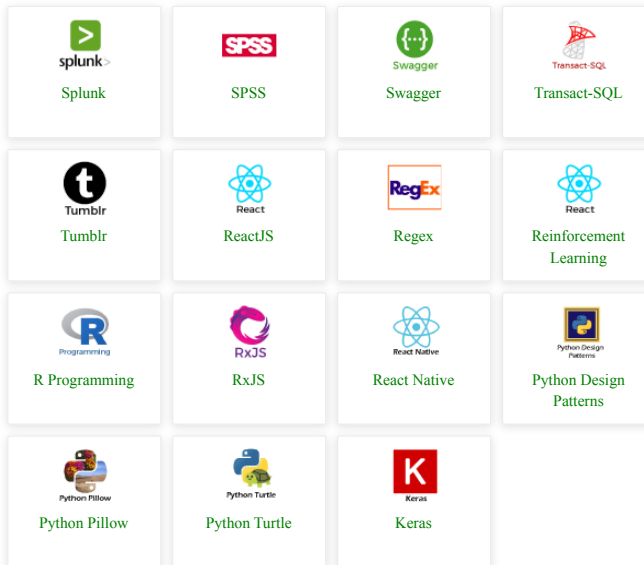 splunk>
Splunk
SPSS
SPSS
Swagger
Swagger
Transact-SQL
Transact-SQL
t
Tumblr
Tumblr
React
ReactJS
RegEx
Regex
React
Reinforcement
Learning
R
Programming
R Programming
RxJS
RxJS
React Native
React Native
Python Design
Patterns
Python Design
Patterns
Python Pillow
Python Pillow
Python Turtle
Python Turtle
K
Keras
Keras